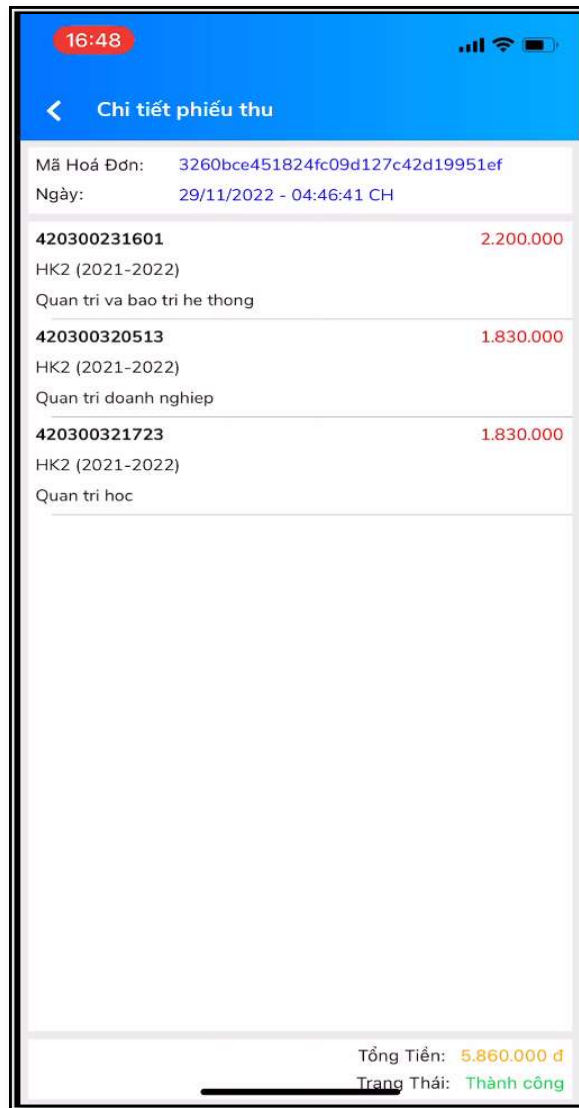 16:48
Chi tiết phiếu thu
Mã Hoá Đơn: 3260bce451824fc09d127c42d19951ef
Ngày: 29/11/2022 - 04:46:41 CH
420300231601 2.200.000
HK2 (2021-2022)
Quan tri va bao tri he thong
420300320513 1.830.000
HK2 (2021-2022)
Quan tri doanh nghiep
420300321723 1.830.000
HK2 (2021-2022)
Quan tri hoc
Tổng Tiền: 5.860.000 đ
Trạng Thái: Thành công